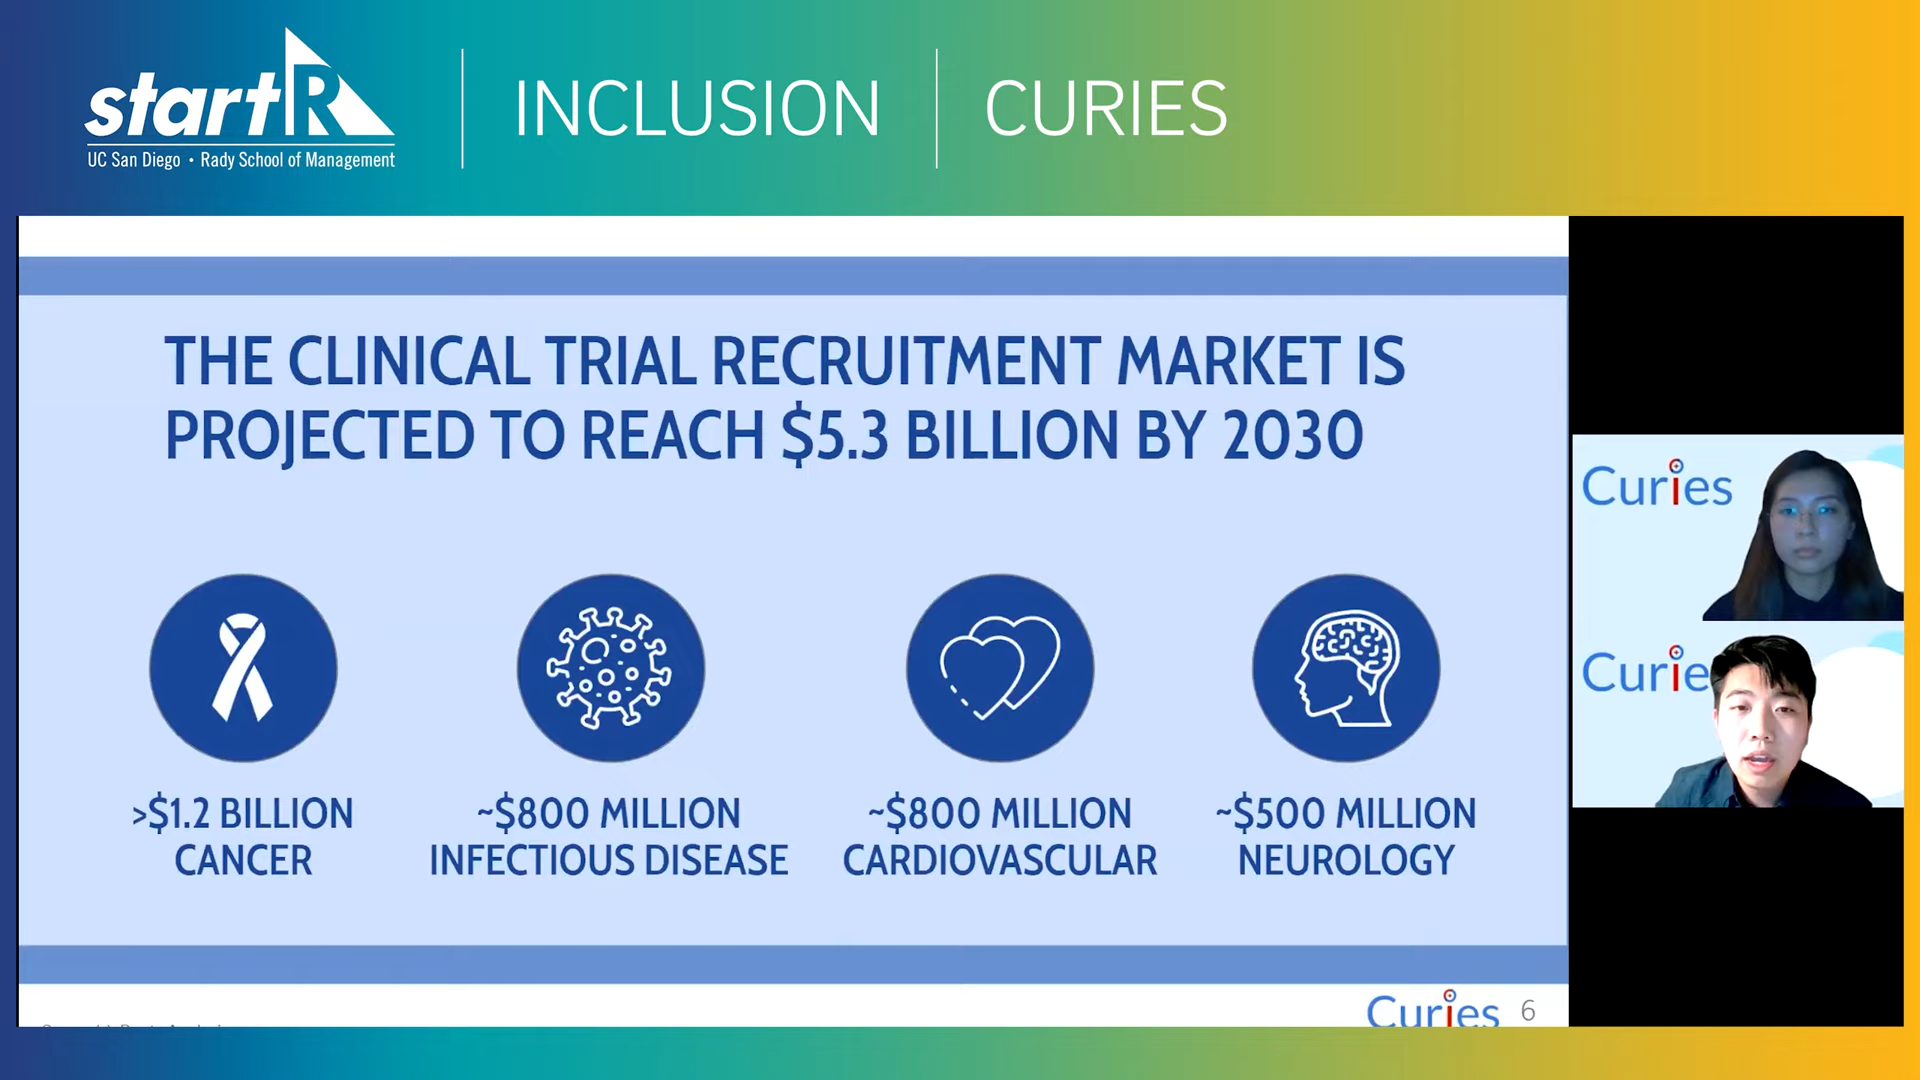 startR
UC San Diego • Rady School of Management
INCLUSION
CURIES
THE CLINICAL TRIAL RECRUITMENT MARKET IS
PROJECTED TO REACH $5.3 BILLION BY 2030
>$1.2 BILLION
CANCER
~$800 MILLION
INFECTIOUS DISEASE
~$800 MILLION
CARDIOVASCULAR
~$500 MILLION
NEUROLOGY
Curies
Curie
Curies 6